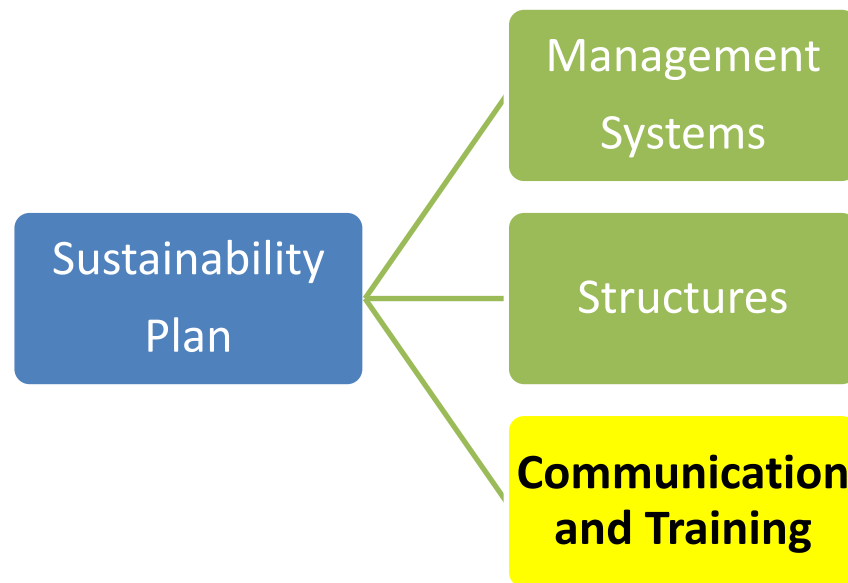 Management
Systems
Sustainability
Plan
Structures
Communication
and Training